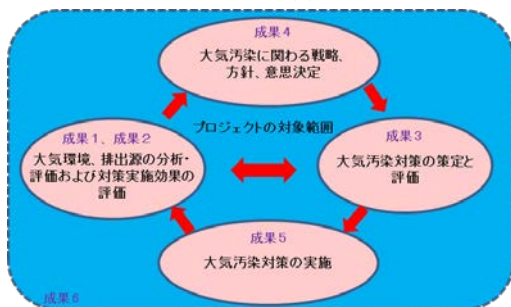 成果４
大気汚染に関わる戦略、
方針、意思決定
プロジェクトの対象範囲
成果１、成果２
大気環境、排出源の分析・
評価および対策実施効果の
評価
成果３
大気汚染対策の策定と
評価
成果５
大気汚染対策の実施
成果６